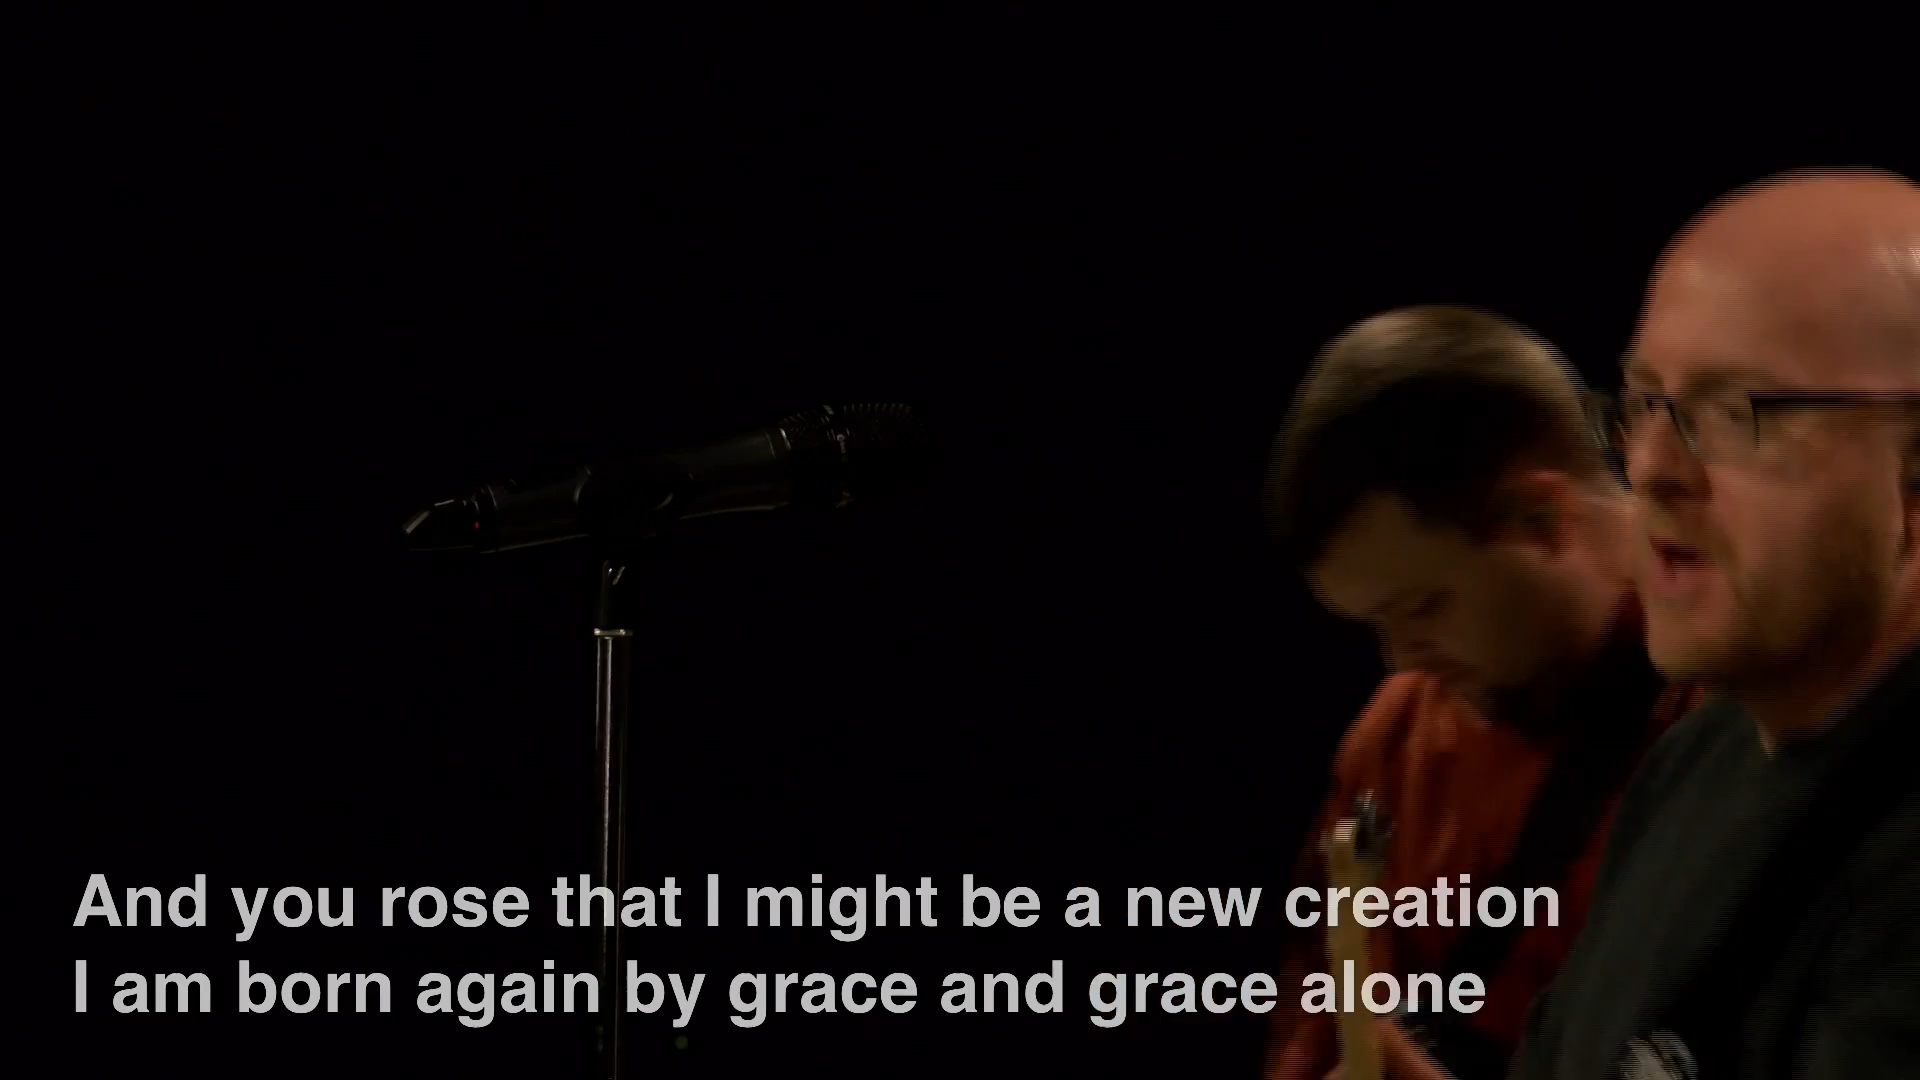 And you rose that I might be a new creation
I am born again by grace and grace alone